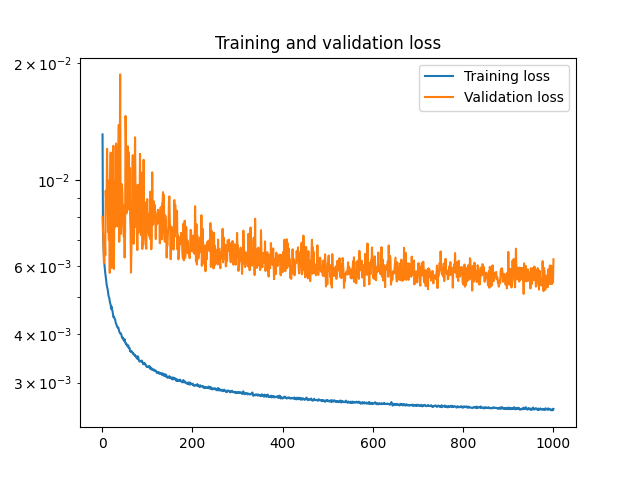 Training and validation loss
Training loss
Validation loss
2 × 10⁻²
10⁻²
6 × 10⁻³
4 × 10⁻³
3 × 10⁻³
0 200 400 600 800 1000